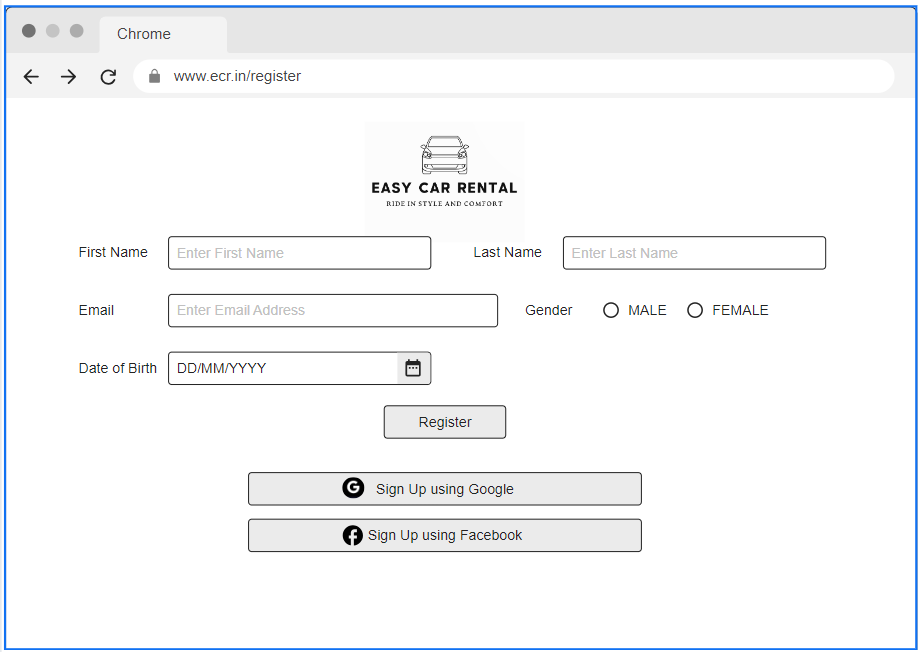 Chrome
www.ecr.in/register
EASY CAR RENTAL
RIDE IN STYLE AND COMFORT
First Name Enter First Name Last Name Enter Last Name
Email Enter Email Address Gender MALE FEMALE
Date of Birth DD/MM/YYYY
Register
G Sign Up using Google
f Sign Up using Facebook